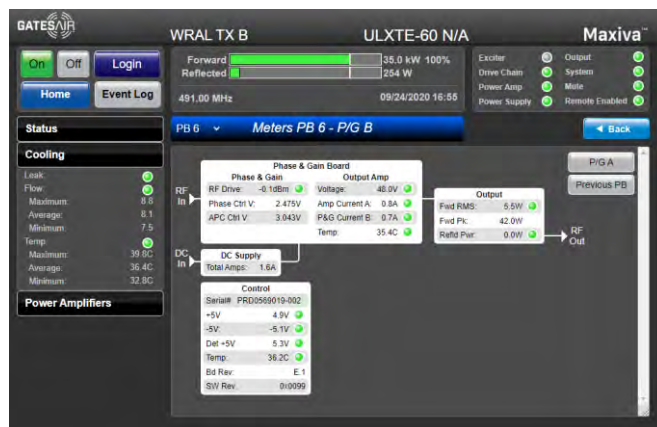 GATESAIR
WRAL TX B
ULXTE-60 N/A
Maxiva
On
Off
Login
Home
Event Log
Forward
35.0 kW 100%
Reflected
254 W
491.00 MHz
09/24/2020 16:55
Exciter
Output
Drive Chain
System
Power Amp
Mute
Power Supply
Remote Enabled
Status
PB 6
Meters PB 6 - P/G B
Back
Cooling
Leak:
Flow:
Maximum: 8.8
Average: 8.1
Minimum: 7.5
Temp
Maximum: 39.8C
Average: 36.4C
Minimum: 32.8C
Power Amplifiers
P/G A
Previous PB
RF In
Phase & Gain Board
Phase & Gain
Output Amp
RF Drive: -0.1dBm
Voltage: 48.0V
Phase Ctrl V: 2.475V
Amp Current A: 0.8A
APC Ctrl V: 3.043V
P&G Current B: 0.7A
Temp: 35.4C
Output
Fwd RMS: 5.5W
Fwd Pk: 42.0W
Refld Pwr: 0.0W
RF Out
DC In
DC Supply
Total Amps: 1.6A
Control
Serial# PRD0569019-002
+5V 4.9V
-5V: -5.1V
Det +5V 5.3V
Temp: 36.2C
Bd Rev: E.1
SW Rev: 0x0099